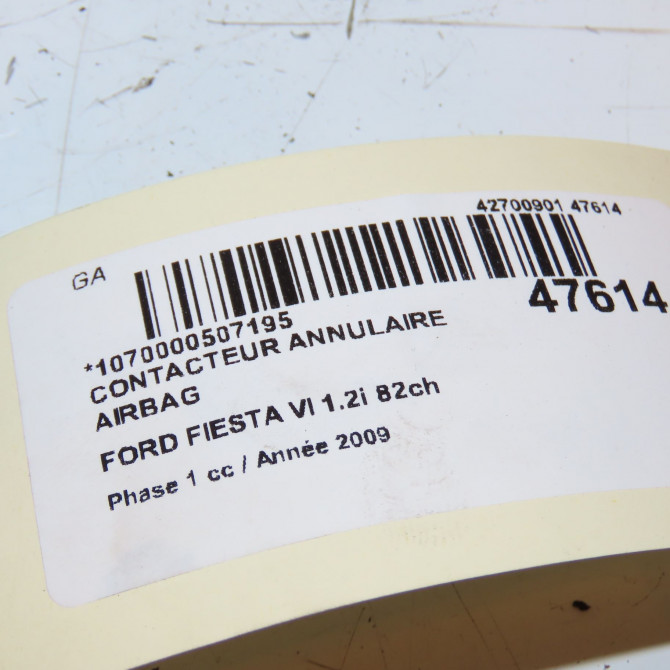 42700901 47614
GA
47614
*1070000507195
CONTACTEUR ANNULAIRE
AIRBAG
FORD FIESTA VI 1.2i 82ch
Phase 1 cc / Année 2009